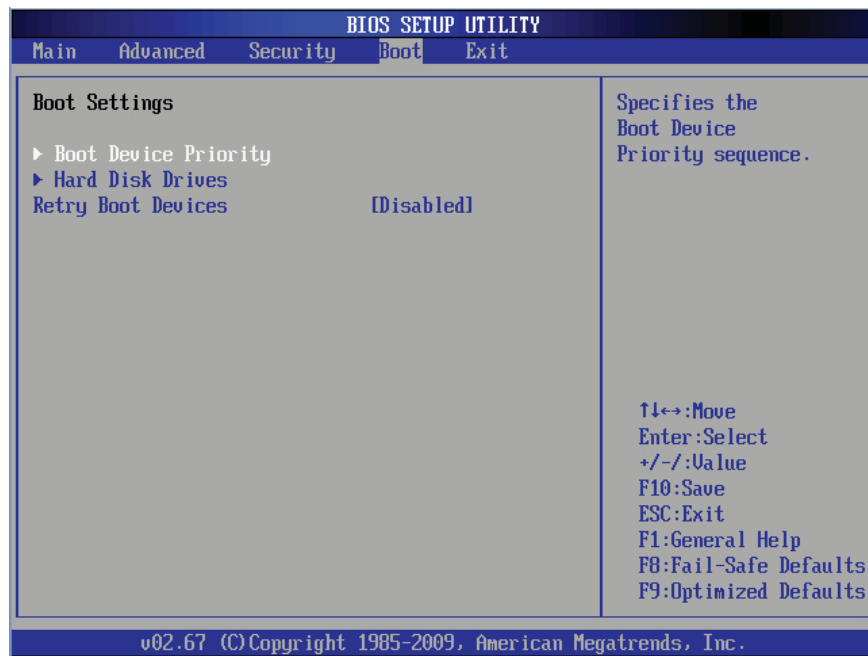 BIOS SETUP UTILITY
Main Advanced Security Boot Exit
Boot Settings
▶ Boot Device Priority
▶ Hard Disk Drives
Retry Boot Devices [Disabled]
Specifies the
Boot Device
Priority sequence.
↑↓←→:Move
Enter:Select
+/-/:Value
F10:Save
ESC:Exit
F1:General Help
F8:Fail-Safe Defaults
F9:Optimized Defaults
v02.67 (C)Copyright 1985-2009, American Megatrends, Inc.